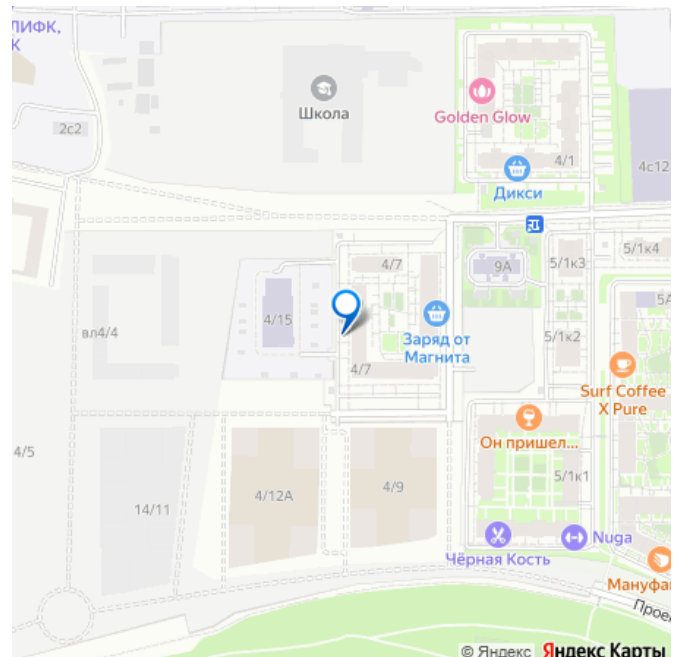 ЛИФК,
К
2с2
Школа
Golden Glow
4/1
Дикси
4с12
4/7
9А
5/1к3
5/1к4
5А
4/15
вл4/4
Заряд от
Магнита
5/1к2
4/7
Surf Coffee
X Pure
Он пришел...
4/5
4/12А
4/9
5/1к1
14/11
Nuga
Чёрная Кость
Мануфа
Прое
© Яндекс Яндекс Карты